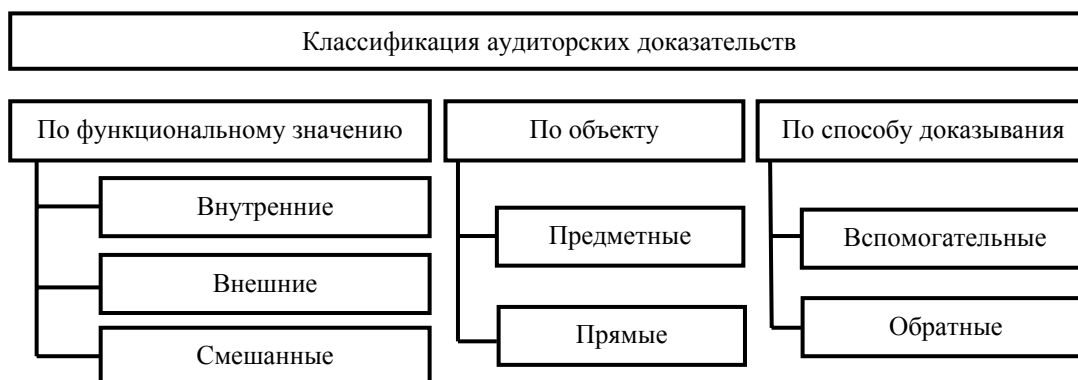 Классификация аудиторских доказательств
По функциональному значению
Внутренние
Внешние
Смешанные
По объекту
Предметные
Прямые
По способу доказывания
Вспомогательные
Обратные